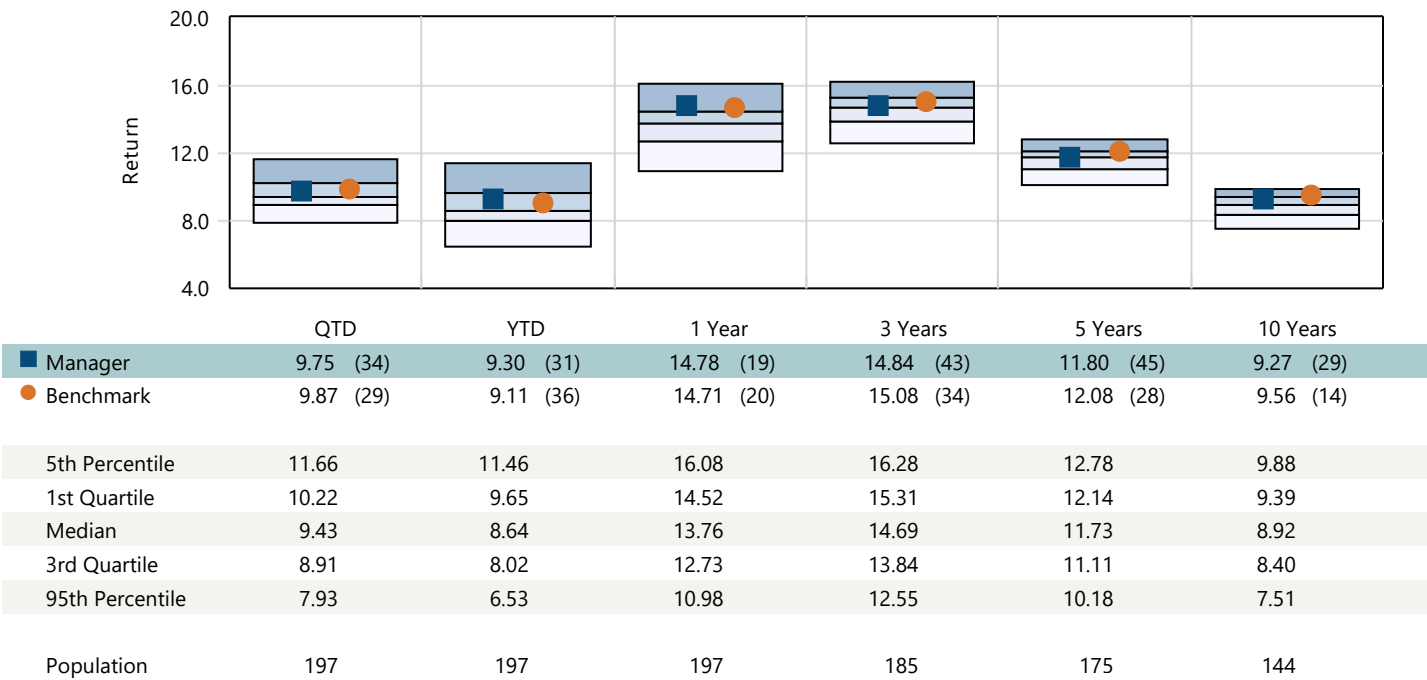 20.0
16.0
12.0
8.0
4.0
Return
QTD YTD 1 Year 3 Years 5 Years 10 Years
Manager 9.75 (34) 9.30 (31) 14.78 (19) 14.84 (43) 11.80 (45) 9.27 (29)
Benchmark 9.87 (29) 9.11 (36) 14.71 (20) 15.08 (34) 12.08 (28) 9.56 (14)
5th Percentile 11.66 11.46 16.08 16.28 12.78 9.88
1st Quartile 10.22 9.65 14.52 15.31 12.14 9.39
Median 9.43 8.64 13.76 14.69 11.73 8.92
3rd Quartile 8.91 8.02 12.73 13.84 11.11 8.40
95th Percentile 7.93 6.53 10.98 12.55 10.18 7.51
Population 197 197 197 185 175 144